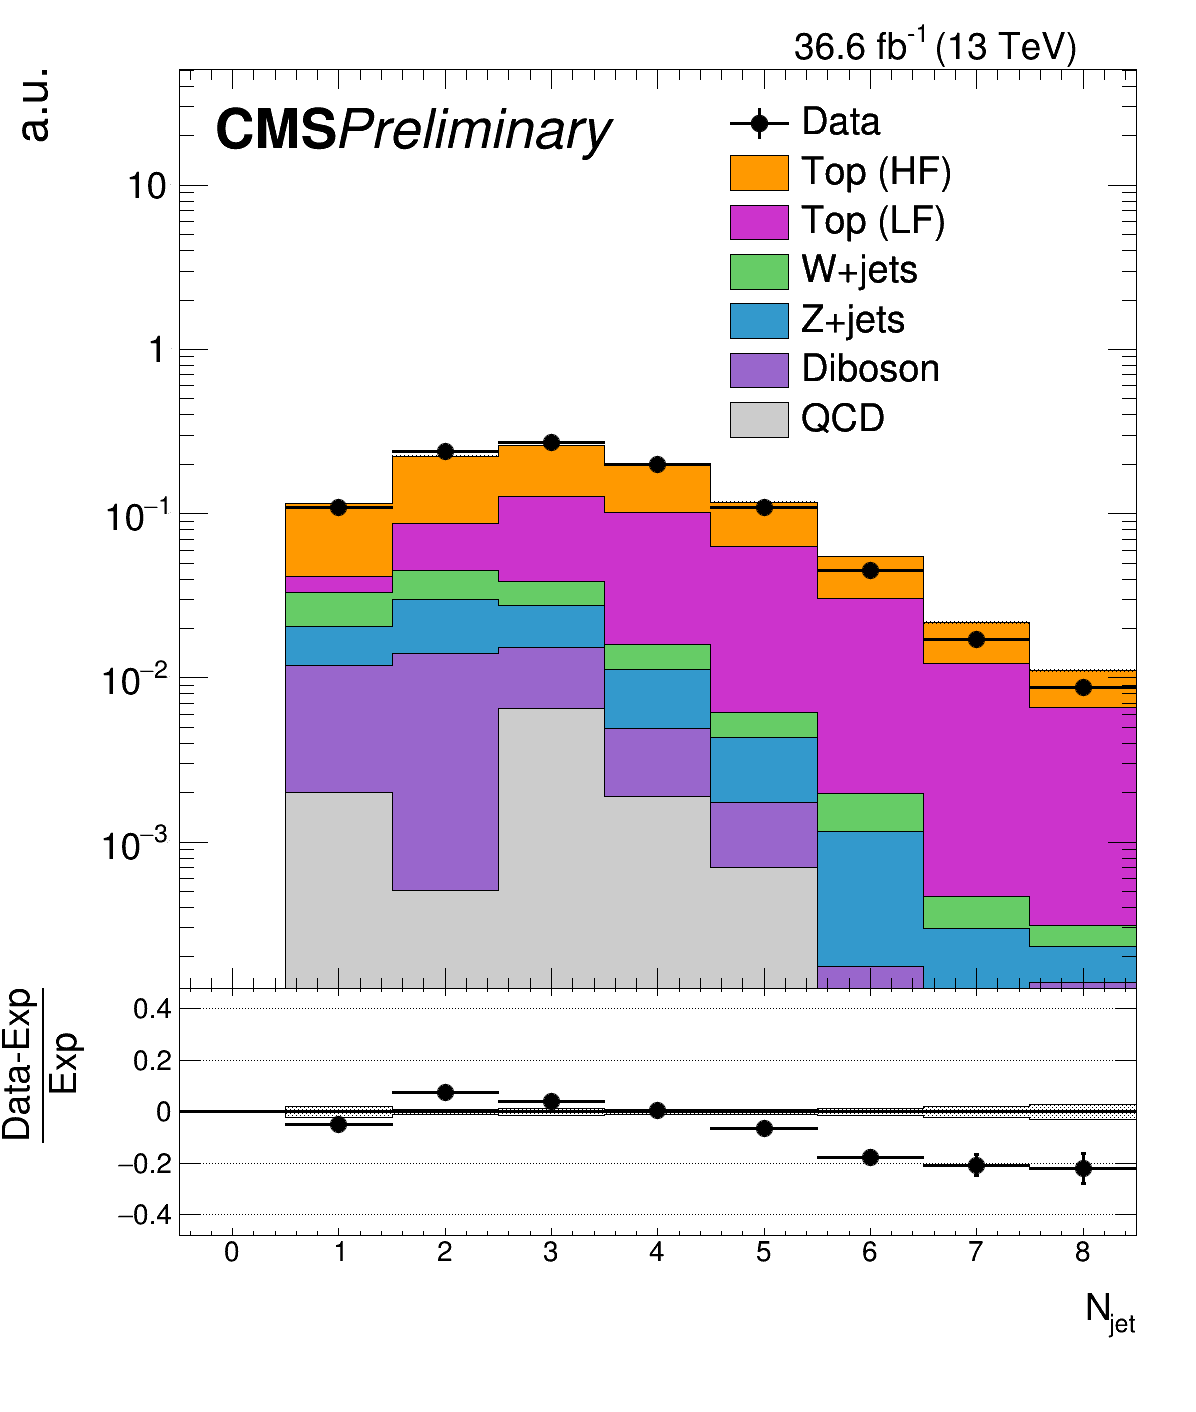 36.6 fb-1 (13 TeV)
a.u.
CMS Preliminary
Data
Top (HF)
Top (LF)
W+jets
Z+jets
Diboson
QCD
10
1
10−1
10−2
10−3
Data-Exp
Exp
0.4
0.2
0
−0.2
−0.4
0 1 2 3 4 5 6 7 8
Njet